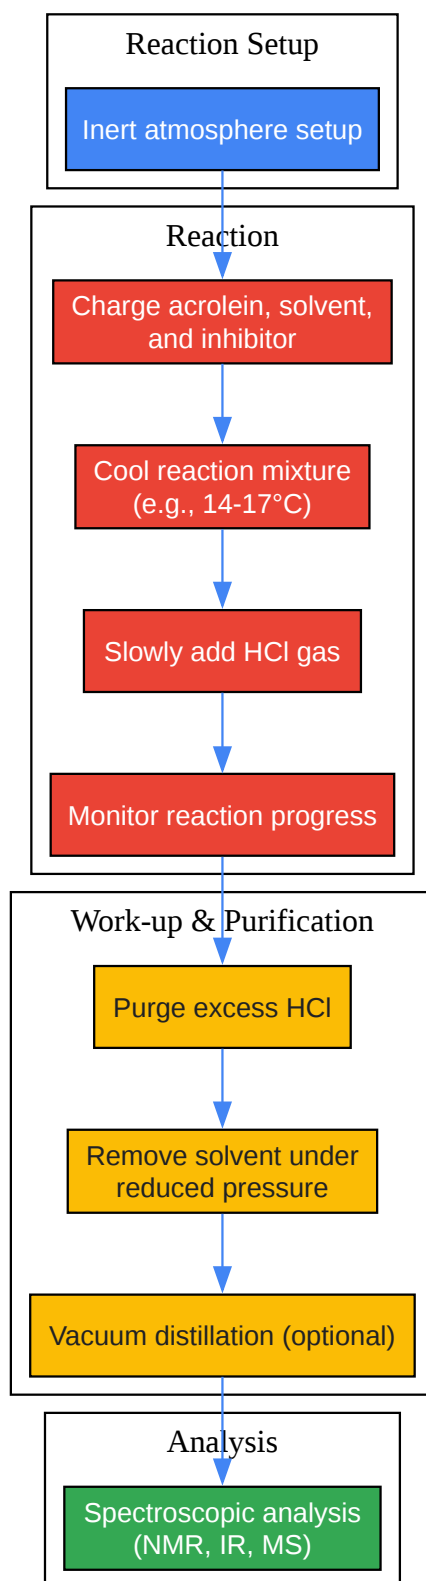 Reaction Setup
Inert atmosphere setup
Reaction
Charge acrolein, solvent,
and inhibitor
Cool reaction mixture
(e.g., 14-17°C)
Slowly add HCl gas
Monitor reaction progress
Work-up & Purification
Purge excess HCl
Remove solvent under
reduced pressure
Vacuum distillation (optional)
Analysis
Spectroscopic analysis
(NMR, IR, MS)